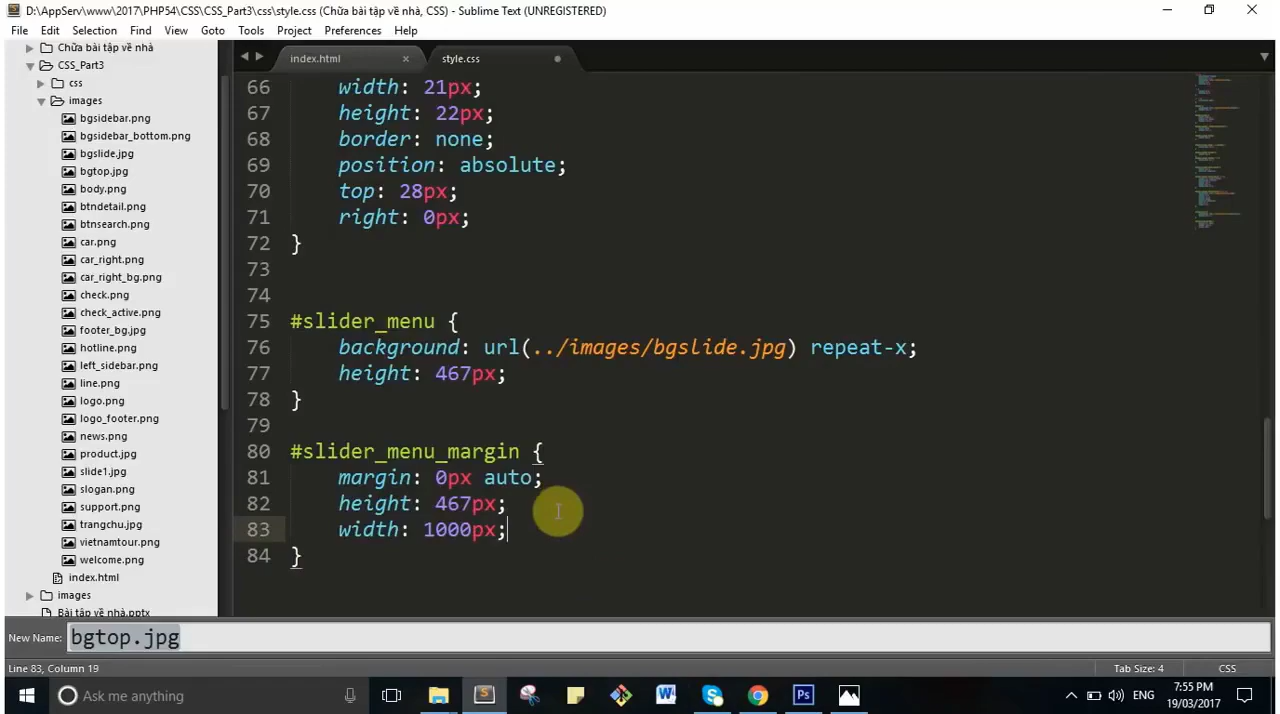 D:\AppServ\www\2017\PHP54\CSS\CSS_Part3\css\style.css (Chữa bài tập về nhà, CSS) - Sublime Text (UNREGISTERED)
File Edit Selection Find View Goto Tools Project Preferences Help
Chữa bài tập về nhà
CSS_Part3
css
images
bgsidebar.png
bgsidebar_bottom.png
bgslide.jpg
bgtop.jpg
body.png
btndetail.png
btnsearch.png
car.png
car_right.png
car_right_bg.png
check.png
check_active.png
footer_bg.jpg
hotline.png
left_sidebar.png
line.png
logo.png
logo_footer.png
news.png
product.png
slide1.jpg
slogan.png
support.png
trangchu.jpg
vietnamtour.png
welcome.png
index.html
images
Bài tập về nhà.pptx
index.html
style.css
66 width: 21px;
67 height: 22px;
68 border: none;
69 position: absolute;
70 top: 28px;
71 right: 0px;
72 }
73
74
75 #slider_menu {
76 background: url(../images/bgslide.jpg) repeat-x;
77 height: 467px;
78 }
79
80 #slider_menu_margin {
81 margin: 0px auto;
82 height: 467px;
83 width: 1000px;
84 }
New Name: bgtop.jpg
Line 83, Column 19
Tab Size: 4
CSS
Ask me anything
ENG
7:55 PM
19/03/2017